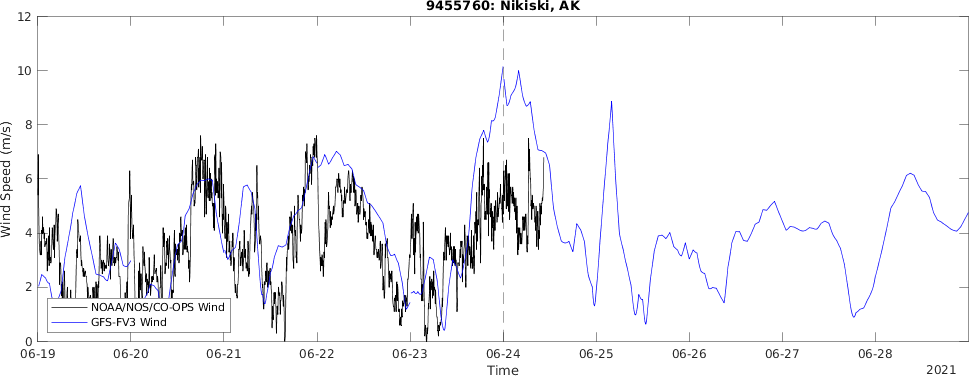 9455760: Nikiski, AK
12
10
8
6
4
2
0
Wind Speed (m/s)
NOAA/NOS/CO-OPS Wind
GFS-FV3 Wind
06-19 06-20 06-21 06-22 06-23 06-24 06-25 06-26 06-27 06-28
Time
2021